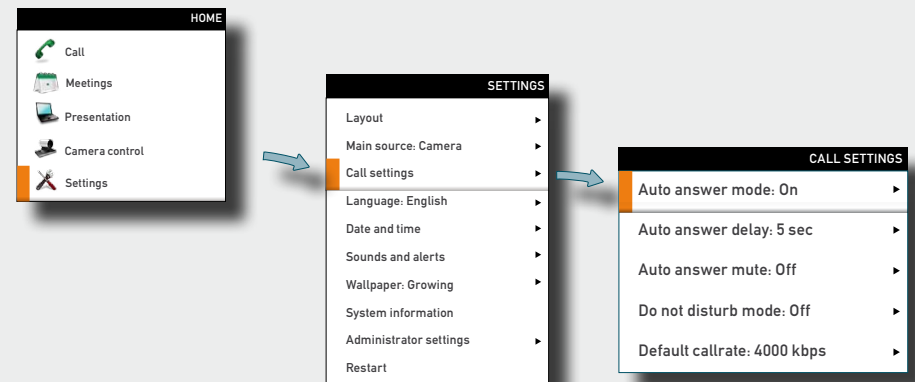 HOME
Call
Meetings
Presentation
Camera control
Settings
SETTINGS
Layout
Main source: Camera
Call settings
Language: English
Date and time
Sounds and alerts
Wallpaper: Growing
System information
Administrator settings
Restart
CALL SETTINGS
Auto answer mode: On
Auto answer delay: 5 sec
Auto answer mute: Off
Do not disturb mode: Off
Default callrate: 4000 kbps